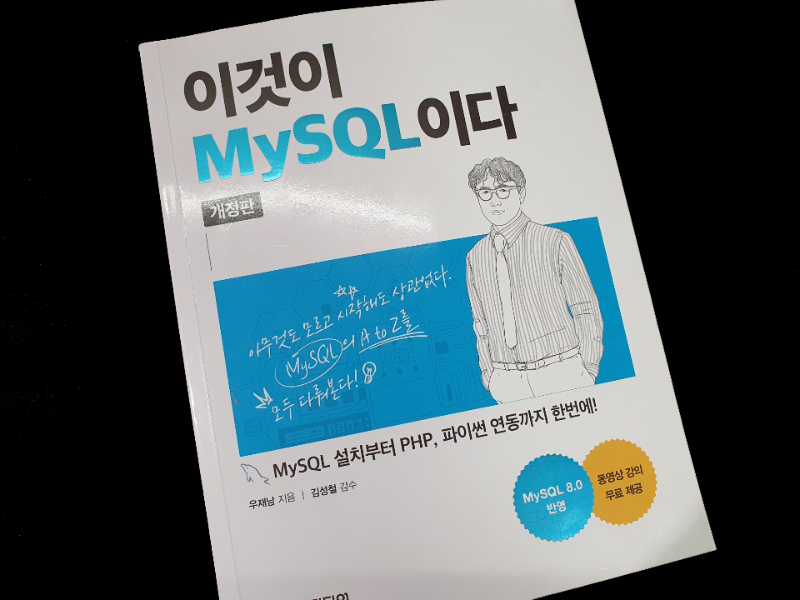 이것이
MySQL이다
개정판
아무것도 모르고 시작해도 상관없다.
MySQL의 A to Z를
모두 다뤄본다!
MySQL 설치부터 PHP, 파이썬 연동까지 한번에!
우재남 지음 | 김성철 감수
MySQL 8.0
반영
동영상 강의
무료 제공